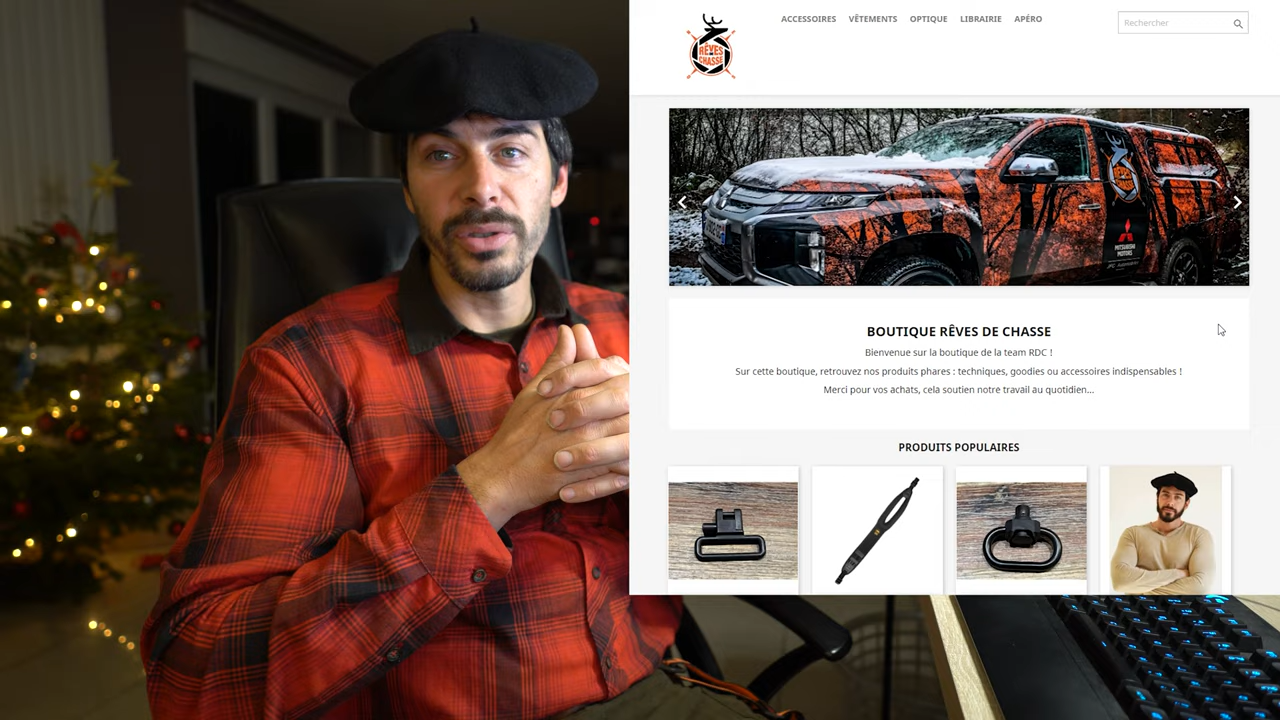 ACCESSOIRES VÊTEMENTS OPTIQUE LIBRAIRIE APÉRO
Rechercher
RÊVES
DE
CHASSE
MITSUBISHI
MOTORS
BOUTIQUE RÊVES DE CHASSE
Bienvenue sur la boutique de la team RDC !
Sur cette boutique, retrouvez nos produits phares : techniques, goodies ou accessoires indispensables !
Merci pour vos achats, cela soutien notre travail au quotidien...
PRODUITS POPULAIRES